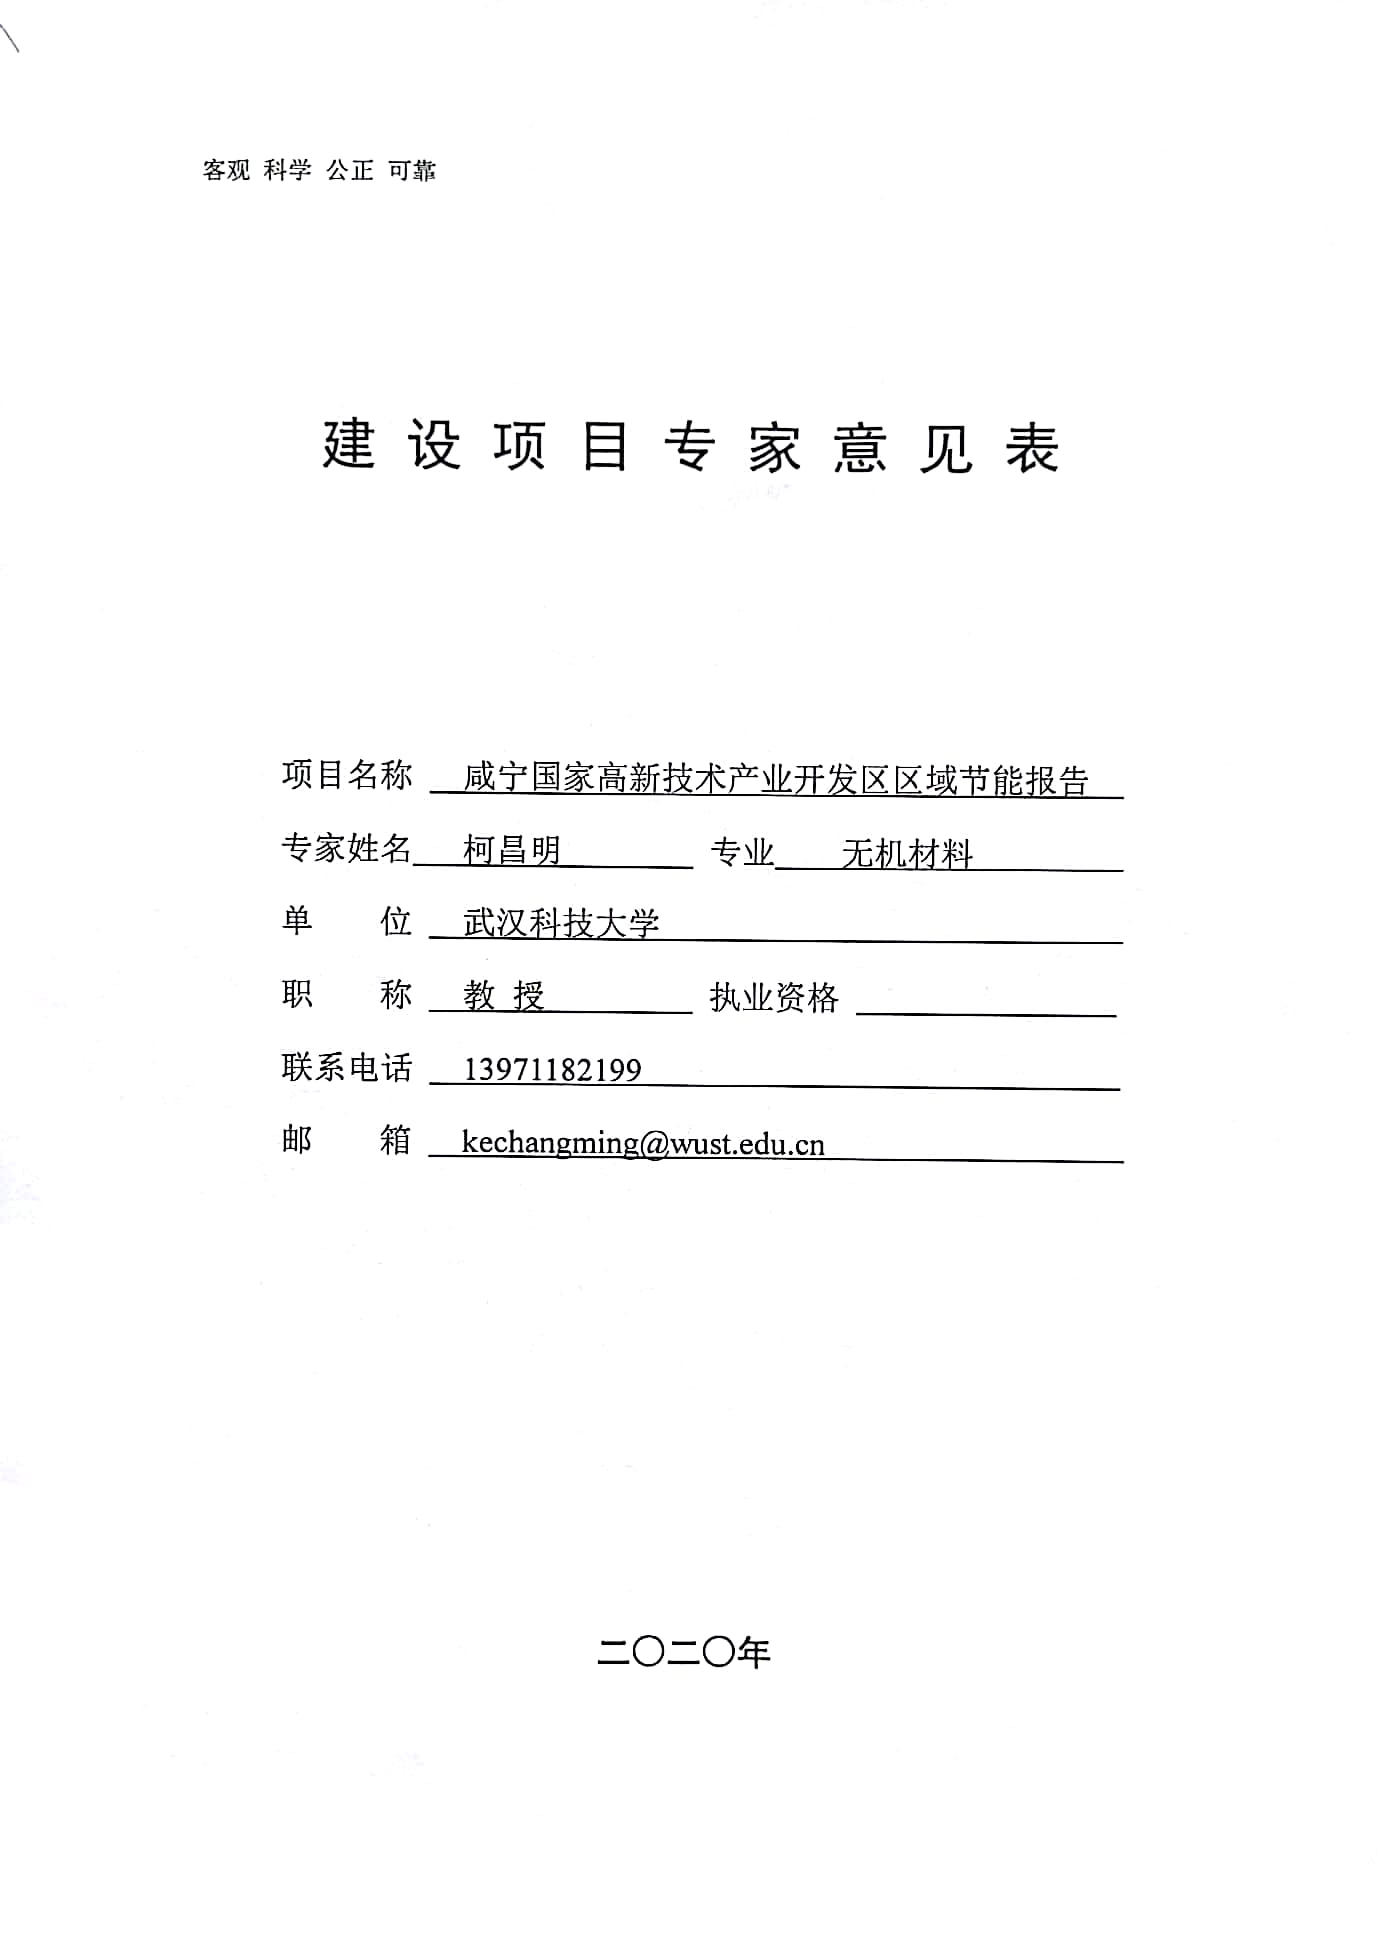 客观 科学 公正 可靠
建设项目专家意见表
项目名称 咸宁国家高新技术产业开发区区域节能报告
专家姓名 柯昌明 专业 无机材料
单 位 武汉科技大学
职 称 教 授 执业资格
联系电话 13971182199
邮 箱 kechangming@wust.edu.cn
二〇二〇年